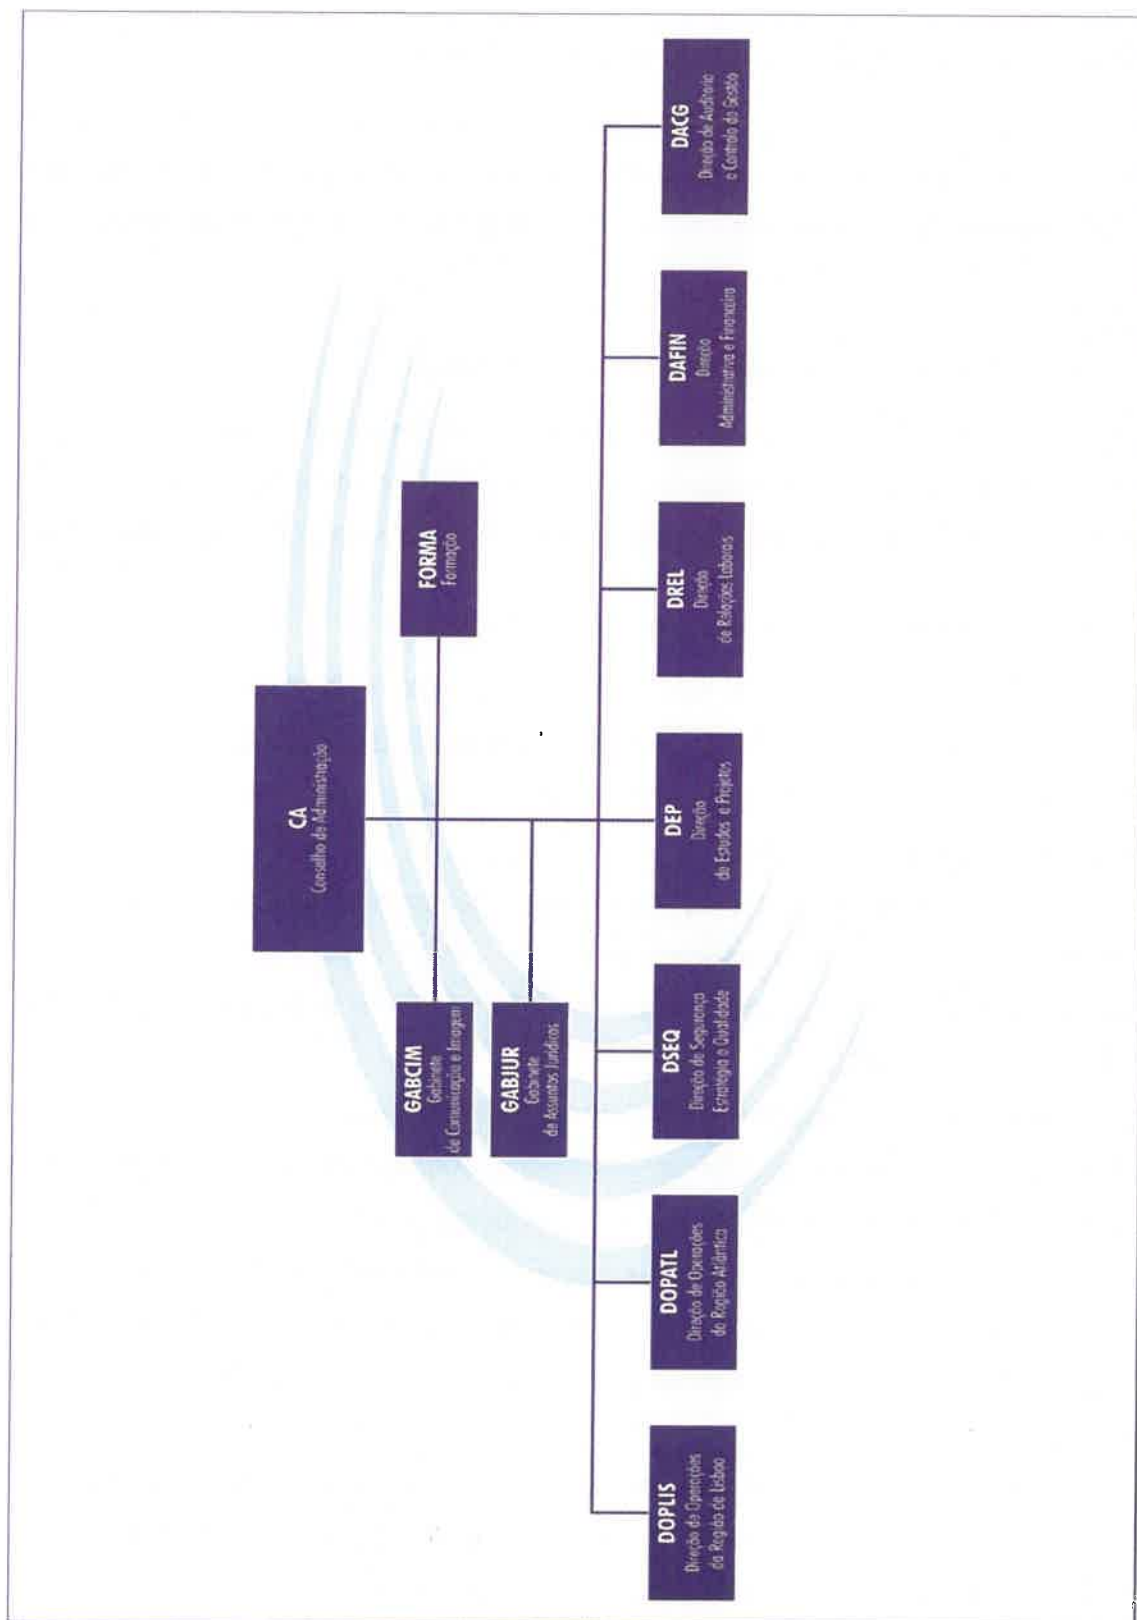 CA
Conselho de Administração
GABCIM
Gabinete
de Comunicação e Imagem
FORMA
Formação
GABJUR
Gabinete
de Assuntos Jurídicos
DOPLIS
Direção de Operações
da Região de Lisboa
DOPATL
Direção de Operações
da Região Atlântica
DSEQ
Direção de Segurança
Estratégia e Qualidade
DEP
Direção
de Estudos e Projetos
DREL
Direção
de Relações Laborais
DAFIN
Direção
Administrativa e Financeira
DACG
Direção de Auditoria
e Controlo de Gestão